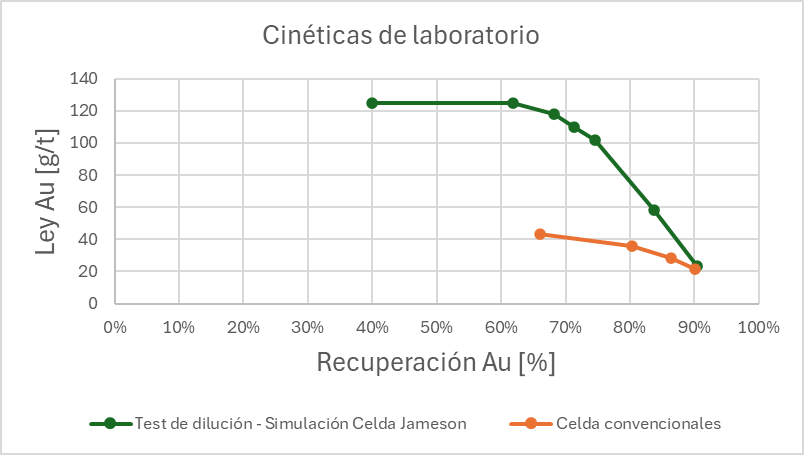 Cinéticas de laboratorio
Ley Au [g/t]
140
120
100
80
60
40
20
0
0% 10% 20% 30% 40% 50% 60% 70% 80% 90% 100%
Recuperación Au [%]
Test de dilución - Simulación Celda Jameson Celda convencionales